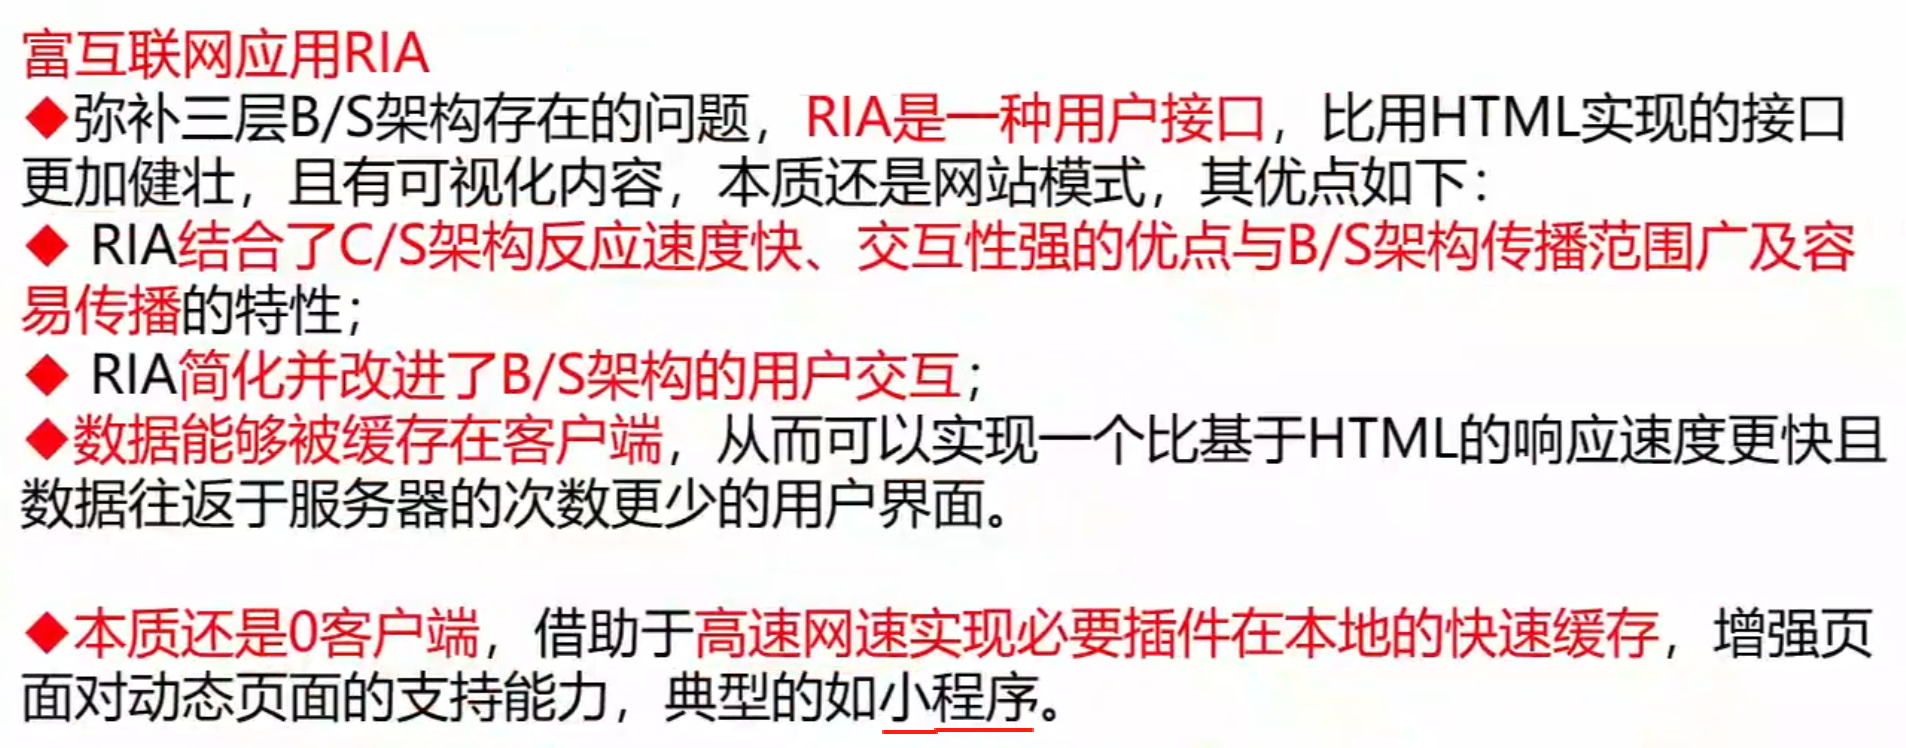 富互联网应用RIA
◆弥补三层B/S架构存在的问题，RIA是一种用户接口，比用HTML实现的接口
更加健壮，且有可视化内容，本质还是网站模式，其优点如下：
◆ RIA结合了C/S架构反应速度快、交互性强的优点与B/S架构传播范围广及容
易传播的特性；
◆ RIA简化并改进了B/S架构的用户交互；
◆数据能够被缓存在客户端，从而可以实现一个比基于HTML的响应速度更快且
数据往返于服务器的次数更少的用户界面。
◆本质还是0客户端，借助于高速网速实现必要插件在本地的快速缓存，增强页
面对动态页面的支持能力，典型的如小程序。